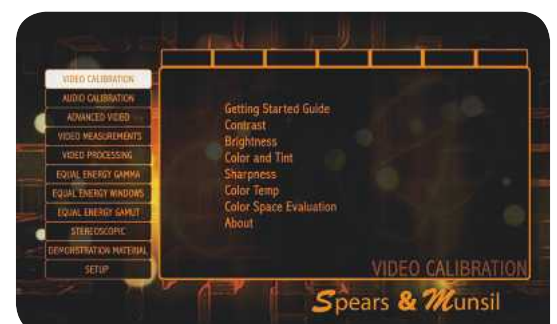 VIDEO CALIBRATION
AUDIO CALIBRATION
ADVANCED VIDEO
VIDEO MEASUREMENTS
VIDEO PROCESSING
EQUAL ENERGY GAMMA
EQUAL ENERGY WINDOWS
EQUAL ENERGY GAMUT
STEREOSCOPIC
DEMONSTRATION MATERIAL
SETUP
Getting Started Guide
Contrast
Brightness
Color and Tint
Sharpness
Color Temp
Color Space Evaluation
About
VIDEO CALIBRATION
Spears & Munsil